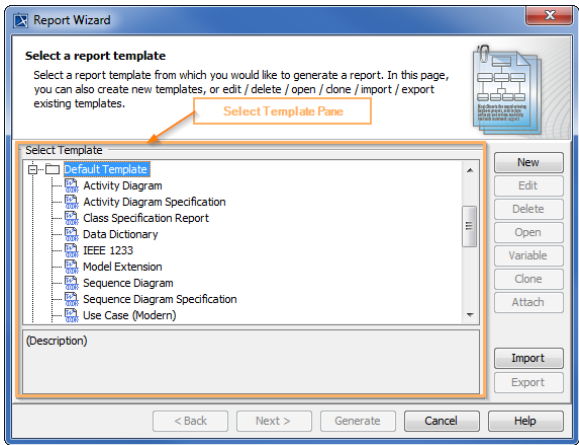 Report Wizard
Select a report template
Select a report template from which you would like to generate a report. In this page,
you can also create new templates, or edit / delete / open / clone / import / export
existing templates.
Select Template Pane
Select Template
Default Template
Activity Diagram
Activity Diagram Specification
Class Specification Report
Data Dictionary
IEEE 1233
Model Extension
Sequence Diagram
Sequence Diagram Specification
Use Case (Modern)
(Description)
New
Edit
Delete
Open
Variable
Clone
Attach
Import
Export
< Back
Next >
Generate
Cancel
Help